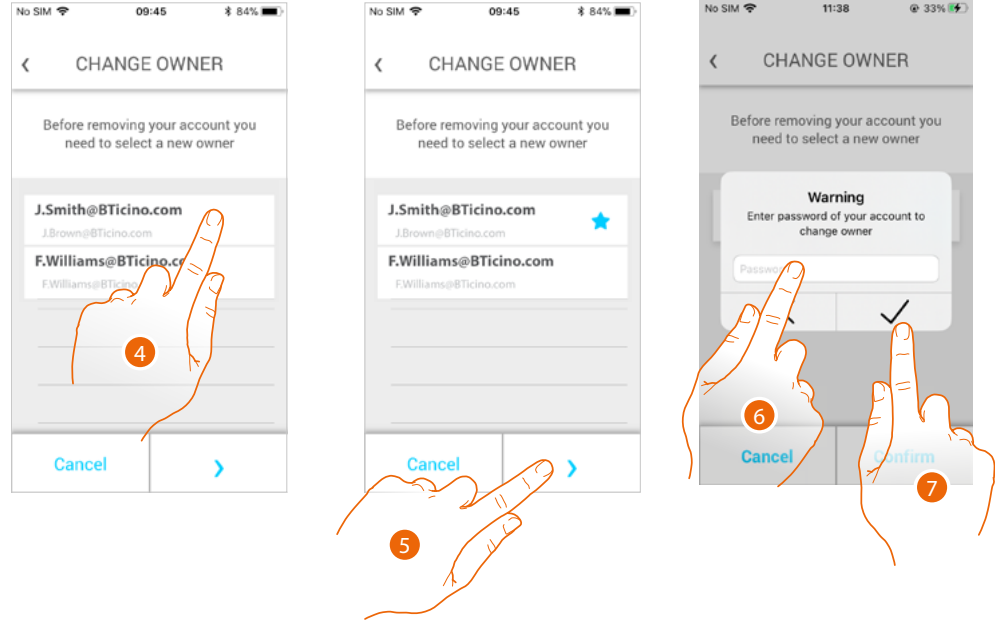 No SIM 09:45 84%
CHANGE OWNER
Before removing your account you
need to select a new owner
J.Smith@BTicino.com
J.Brown@BTicino.com
F.Williams@BTicino.co
F.Williams@BTicino
4
Cancel
No SIM 09:45 84%
CHANGE OWNER
Before removing your account you
need to select a new owner
J.Smith@BTicino.com
J.Brown@BTicino.com
F.Williams@BTicino.com
F.Williams@BTicino.com
Cancel
5
No SIM 11:38 33%
CHANGE OWNER
Before removing your account you
need to select a new owner
Warning
Enter password of your account to
change owner
Passwo
6
Cancel Confirm
7